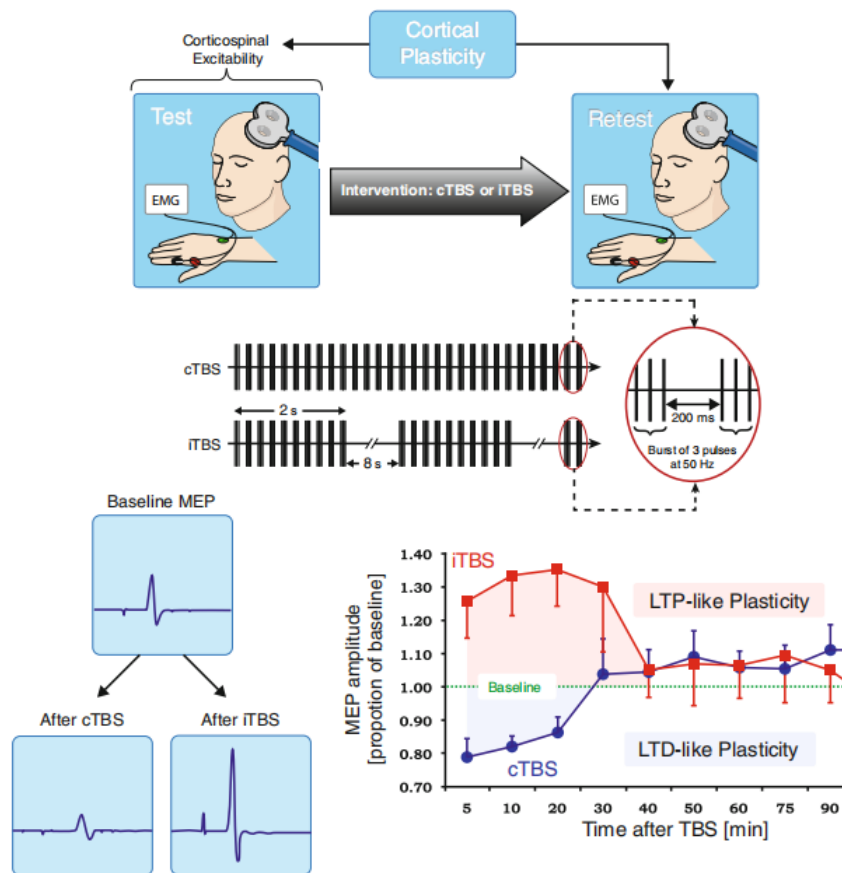 Cortical
Plasticity
Corticospinal
Excitability
Test
Retest
EMG
Intervention: cTBS or iTBS
EMG
cTBS
2 s
iTBS
8 s
200 ms
Burst of 3 pulses
at 50 Hz
Baseline MEP
After cTBS
After iTBS
MEP amplitude
[propotion of baseline]
1.40
1.30
1.20
1.10
1.00
0.90
0.80
0.70
iTBS
LTP-like Plasticity
Baseline
cTBS
LTD-like Plasticity
5 10 20 30 40 50 60 75 90
Time after TBS [min]